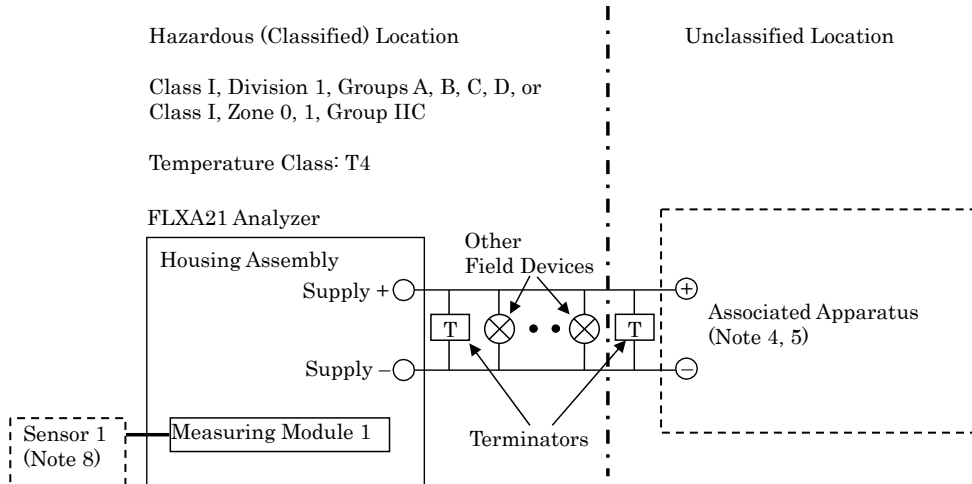 Hazardous (Classified) Location
Unclassified Location
Class I, Division 1, Groups A, B, C, D, or
Class I, Zone 0, 1, Group IIC
Temperature Class: T4
FLXA21 Analyzer
Housing Assembly
Other
Field Devices
Supply +
+
T
T
Associated Apparatus
(Note 4, 5)
Supply –
–
Sensor 1
(Note 8)
Measuring Module 1
Terminators